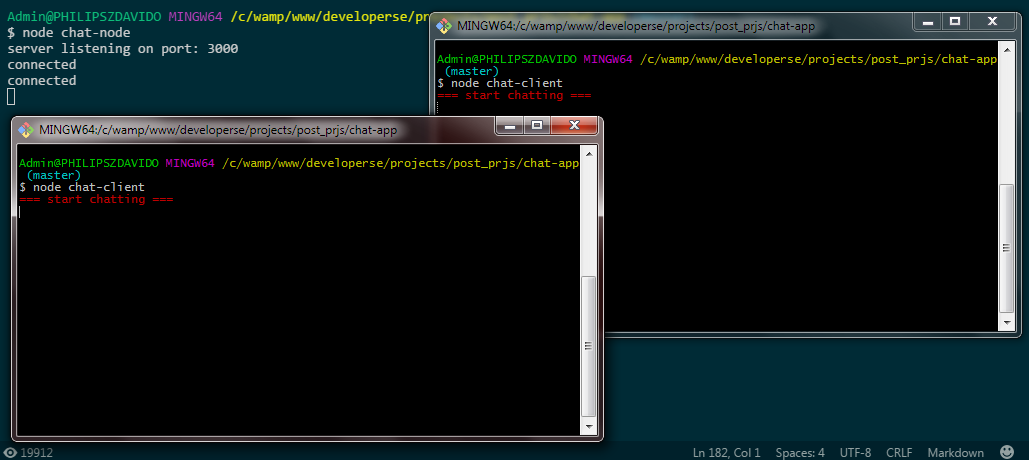 Admin@PHILIPSZDAVIDO MINGW64 /c/wamp/www/developerse/pr
$ node chat-node
server listening on port: 3000
connected
connected
MINGW64:/c/wamp/www/developerse/projects/post_prjs/chat-app
Admin@PHILIPSZDAVIDO MINGW64 /c/wamp/www/developerse/projects/post_prjs/chat-app
(master)
$ node chat-client
=== start chatting ===
MINGW64:/c/wamp/www/developerse/projects/post_prjs/chat-app
Admin@PHILIPSZDAVIDO MINGW64 /c/wamp/www/developerse/projects/post_prjs/chat-app
(master)
$ node chat-client
=== start chatting ===
19912 Ln 182, Col 1 Spaces: 4 UTF-8 CRLF Markdown